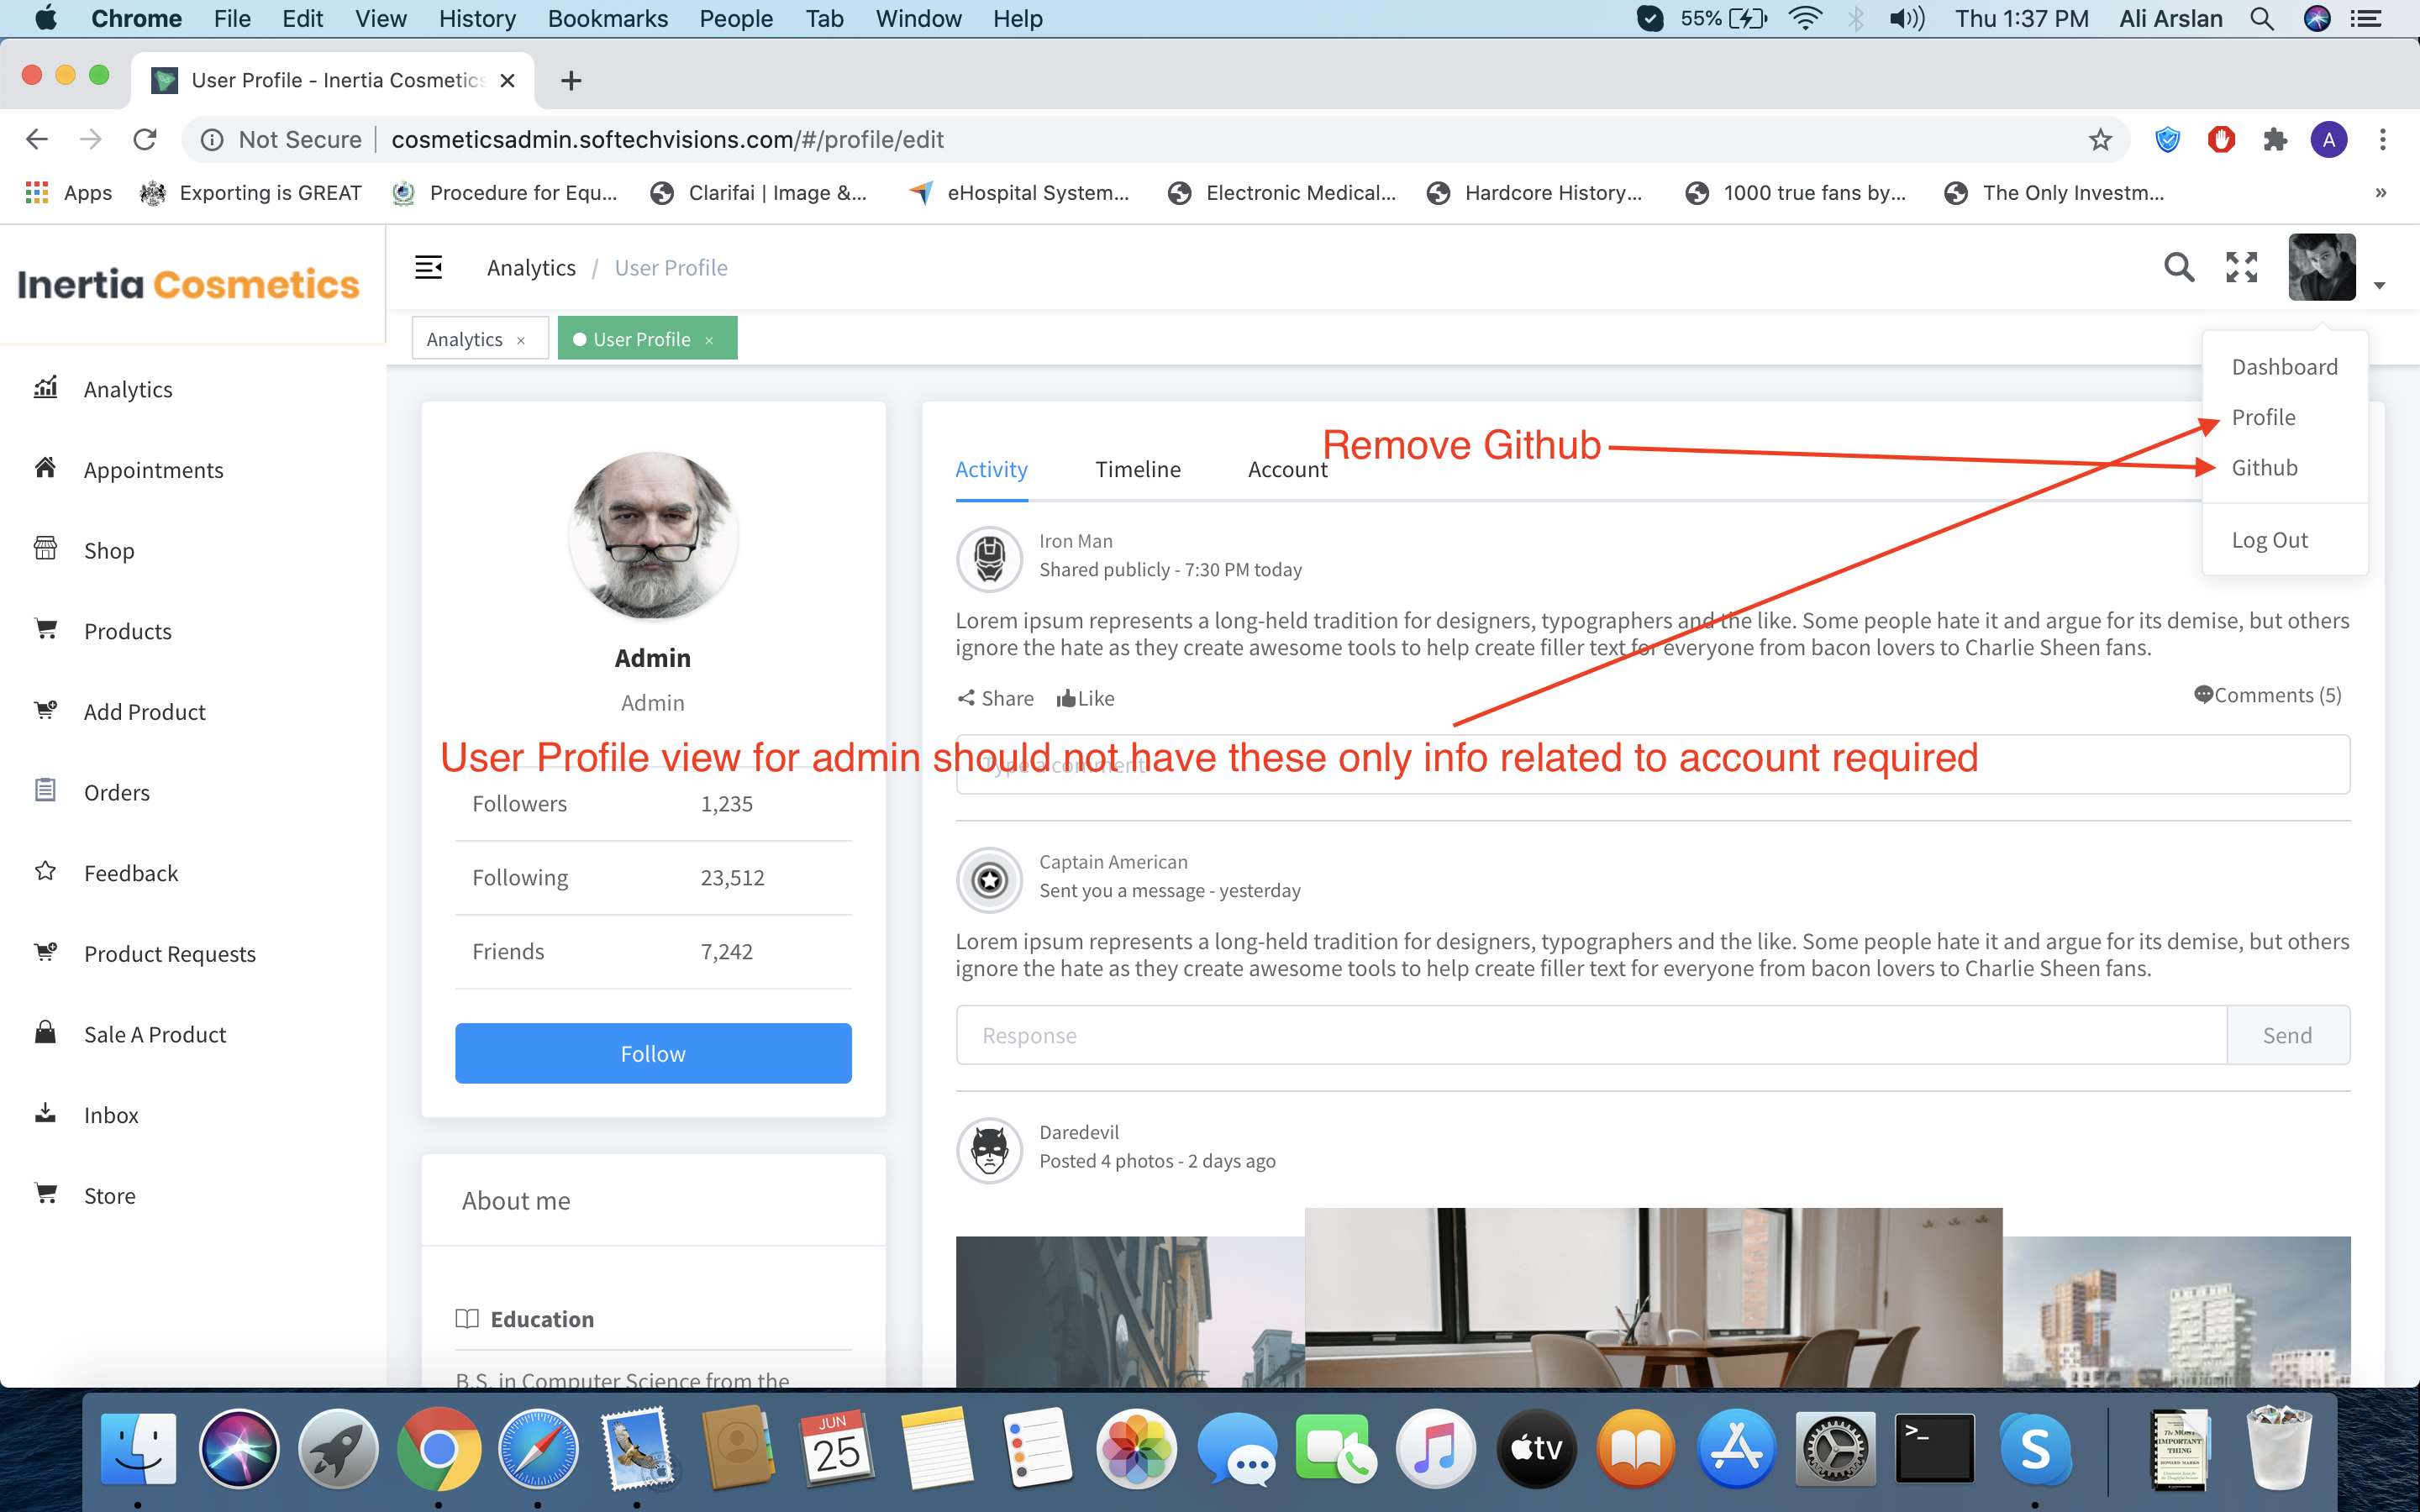 Chrome File Edit View History Bookmarks People Tab Window Help 55% Thu 1:37 PM Ali Arslan
User Profile - Inertia Cosmetics
Not Secure cosmeticsadmin.softechvisions.com/#/profile/edit A
Apps Exporting is GREAT Procedure for Equ... Clarifai | Image &... eHospital System... Electronic Medical... Hardcore History... 1000 true fans by... The Only Investm... »
Inertia Cosmetics
Analytics / User Profile
Analytics × User Profile ×
Dashboard
Profile
Github
Log Out
Analytics
Appointments
Shop
Products
Add Product
Orders
Feedback
Product Requests
Sale A Product
Inbox
Store
Admin
Admin
Followers 1,235
Following 23,512
Friends 7,242
Follow
About me
Education
B.S. in Computer Science from the
Remove Github
Activity Timeline Account
Iron Man
Shared publicly - 7:30 PM today
Lorem ipsum represents a long-held tradition for designers, typographers and the like. Some people hate it and argue for its demise, but others
ignore the hate as they create awesome tools to help create filler text for everyone from bacon lovers to Charlie Sheen fans.
Share Like Comments (5)
User Profile view for admin should not have these only info related to account required
Type a comment
Captain American
Sent you a message - yesterday
Lorem ipsum represents a long-held tradition for designers, typographers and the like. Some people hate it and argue for its demise, but others
ignore the hate as they create awesome tools to help create filler text for everyone from bacon lovers to Charlie Sheen fans.
Response Send
Daredevil
Posted 4 photos - 2 days ago
JUN
25
tv
>_
S
The MOST
IMPORTANT
THING
HOWARD MARKS